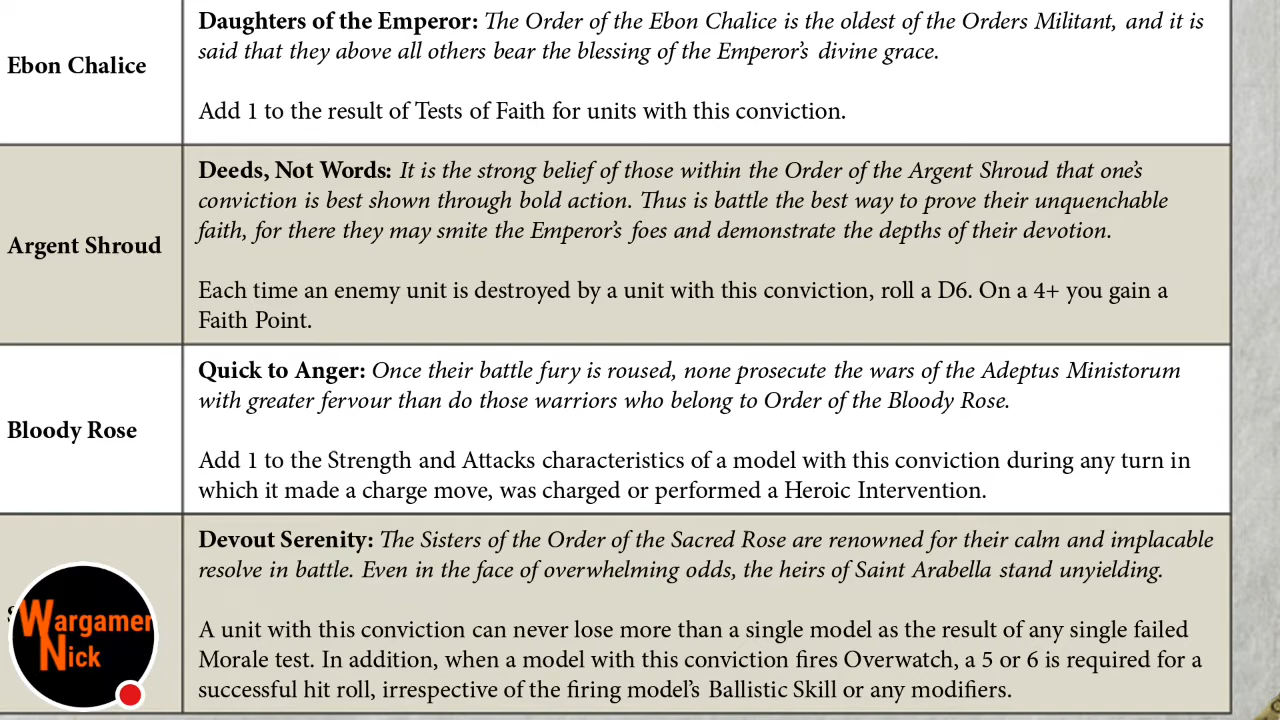 Ebon Chalice
Daughters of the Emperor: The Order of the Ebon Chalice is the oldest of the Orders Militant, and it is
said that they above all others bear the blessing of the Emperor's divine grace.
Add 1 to the result of Tests of Faith for units with this conviction.
Argent Shroud
Deeds, Not Words: It is the strong belief of those within the Order of the Argent Shroud that one's
conviction is best shown through bold action. Thus is battle the best way to prove their unquenchable
faith, for there they may smite the Emperor's foes and demonstrate the depths of their devotion.
Each time an enemy unit is destroyed by a unit with this conviction, roll a D6. On a 4+ you gain a
Faith Point.
Bloody Rose
Quick to Anger: Once their battle fury is roused, none prosecute the wars of the Adeptus Ministorum
with greater fervour than do those warriors who belong to Order of the Bloody Rose.
Add 1 to the Strength and Attacks characteristics of a model with this conviction during any turn in
which it made a charge move, was charged or performed a Heroic Intervention.
Devout Serenity: The Sisters of the Order of the Sacred Rose are renowned for their calm and implacable
resolve in battle. Even in the face of overwhelming odds, the heirs of Saint Arabella stand unyielding.
A unit with this conviction can never lose more than a single model as the result of any single failed
Morale test. In addition, when a model with this conviction fires Overwatch, a 5 or 6 is required for a
successful hit roll, irrespective of the firing model's Ballistic Skill or any modifiers.
Wargamer
Nick